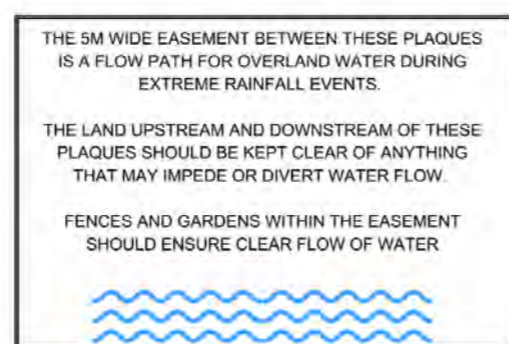 THE 5M WIDE EASEMENT BETWEEN THESE PLAQUES
IS A FLOW PATH FOR OVERLAND WATER DURING
EXTREME RAINFALL EVENTS.
THE LAND UPSTREAM AND DOWNSTREAM OF THESE
PLAQUES SHOULD BE KEPT CLEAR OF ANYTHING
THAT MAY IMPEDE OR DIVERT WATER FLOW.
FENCES AND GARDENS WITHIN THE EASEMENT
SHOULD ENSURE CLEAR FLOW OF WATER